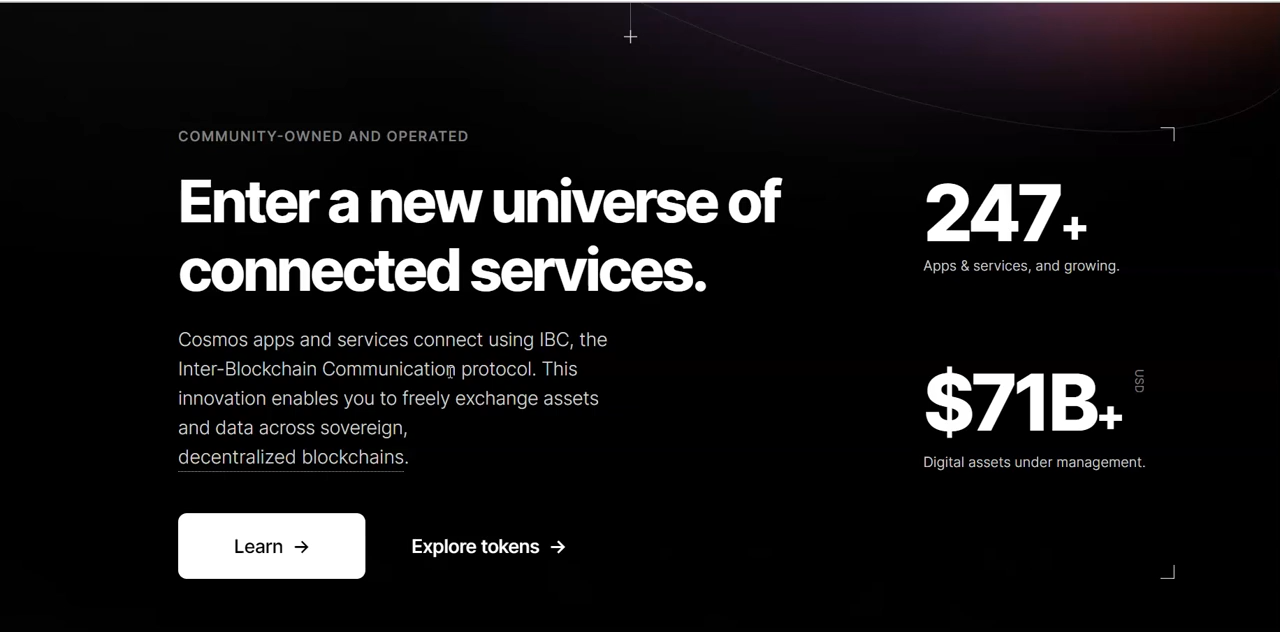 COMMUNITY-OWNED AND OPERATED
Enter a new universe of
connected services.
Cosmos apps and services connect using IBC, the
Inter-Blockchain Communication protocol. This
innovation enables you to freely exchange assets
and data across sovereign,
decentralized blockchains.
Learn →
Explore tokens →
247+
Apps & services, and growing.
$71B+
USD
Digital assets under management.